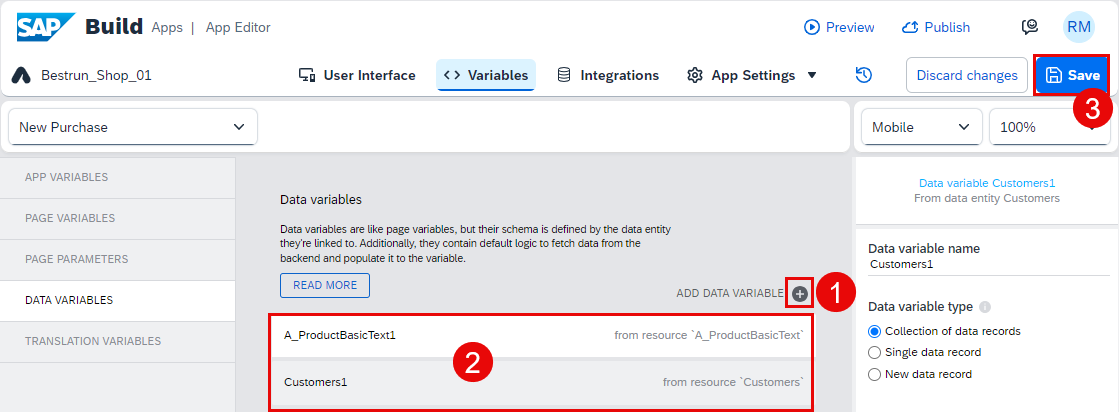 SAP Build Apps | App Editor Preview Publish RM
Bestrun_Shop_01 User Interface <> Variables Integrations App Settings Discard changes Save
3
New Purchase Mobile 100%
APP VARIABLES
PAGE VARIABLES
PAGE PARAMETERS
DATA VARIABLES
TRANSLATION VARIABLES
Data variables
Data variables are like page variables, but their schema is defined by the data entity
they're linked to. Additionally, they contain default logic to fetch data from the
backend and populate it to the variable.
READ MORE
ADD DATA VARIABLE
1
A_ProductBasicText1 from resource `A_ProductBasicText`
2
Customers1 from resource `Customers`
Data variable Customers1
From data entity Customers
Data variable name
Customers1
Data variable type
Collection of data records
Single data record
New data record